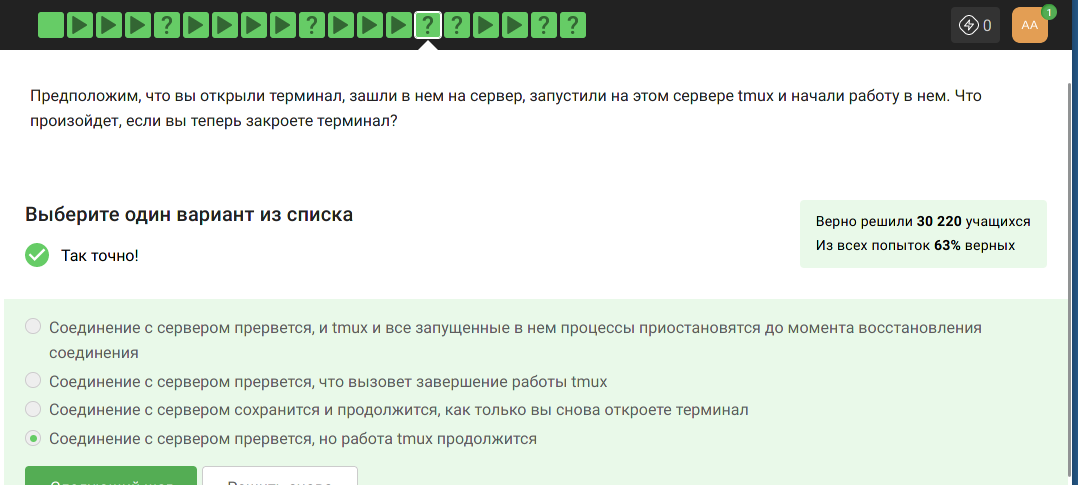 ? ? ? ? ? ?
0 AA 1
Предположим, что вы открыли терминал, зашли в нем на сервер, запустили на этом сервере tmux и начали работу в нем. Что
произойдет, если вы теперь закроете терминал?
Выберите один вариант из списка
Верно решили 30 220 учащихся
Из всех попыток 63% верных
Так точно!
Соединение с сервером прервется, и tmux и все запущенные в нем процессы приостановятся до момента восстановления
соединения
Соединение с сервером прервется, что вызовет завершение работы tmux
Соединение с сервером сохранится и продолжится, как только вы снова откроете терминал
Соединение с сервером прервется, но работа tmux продолжится